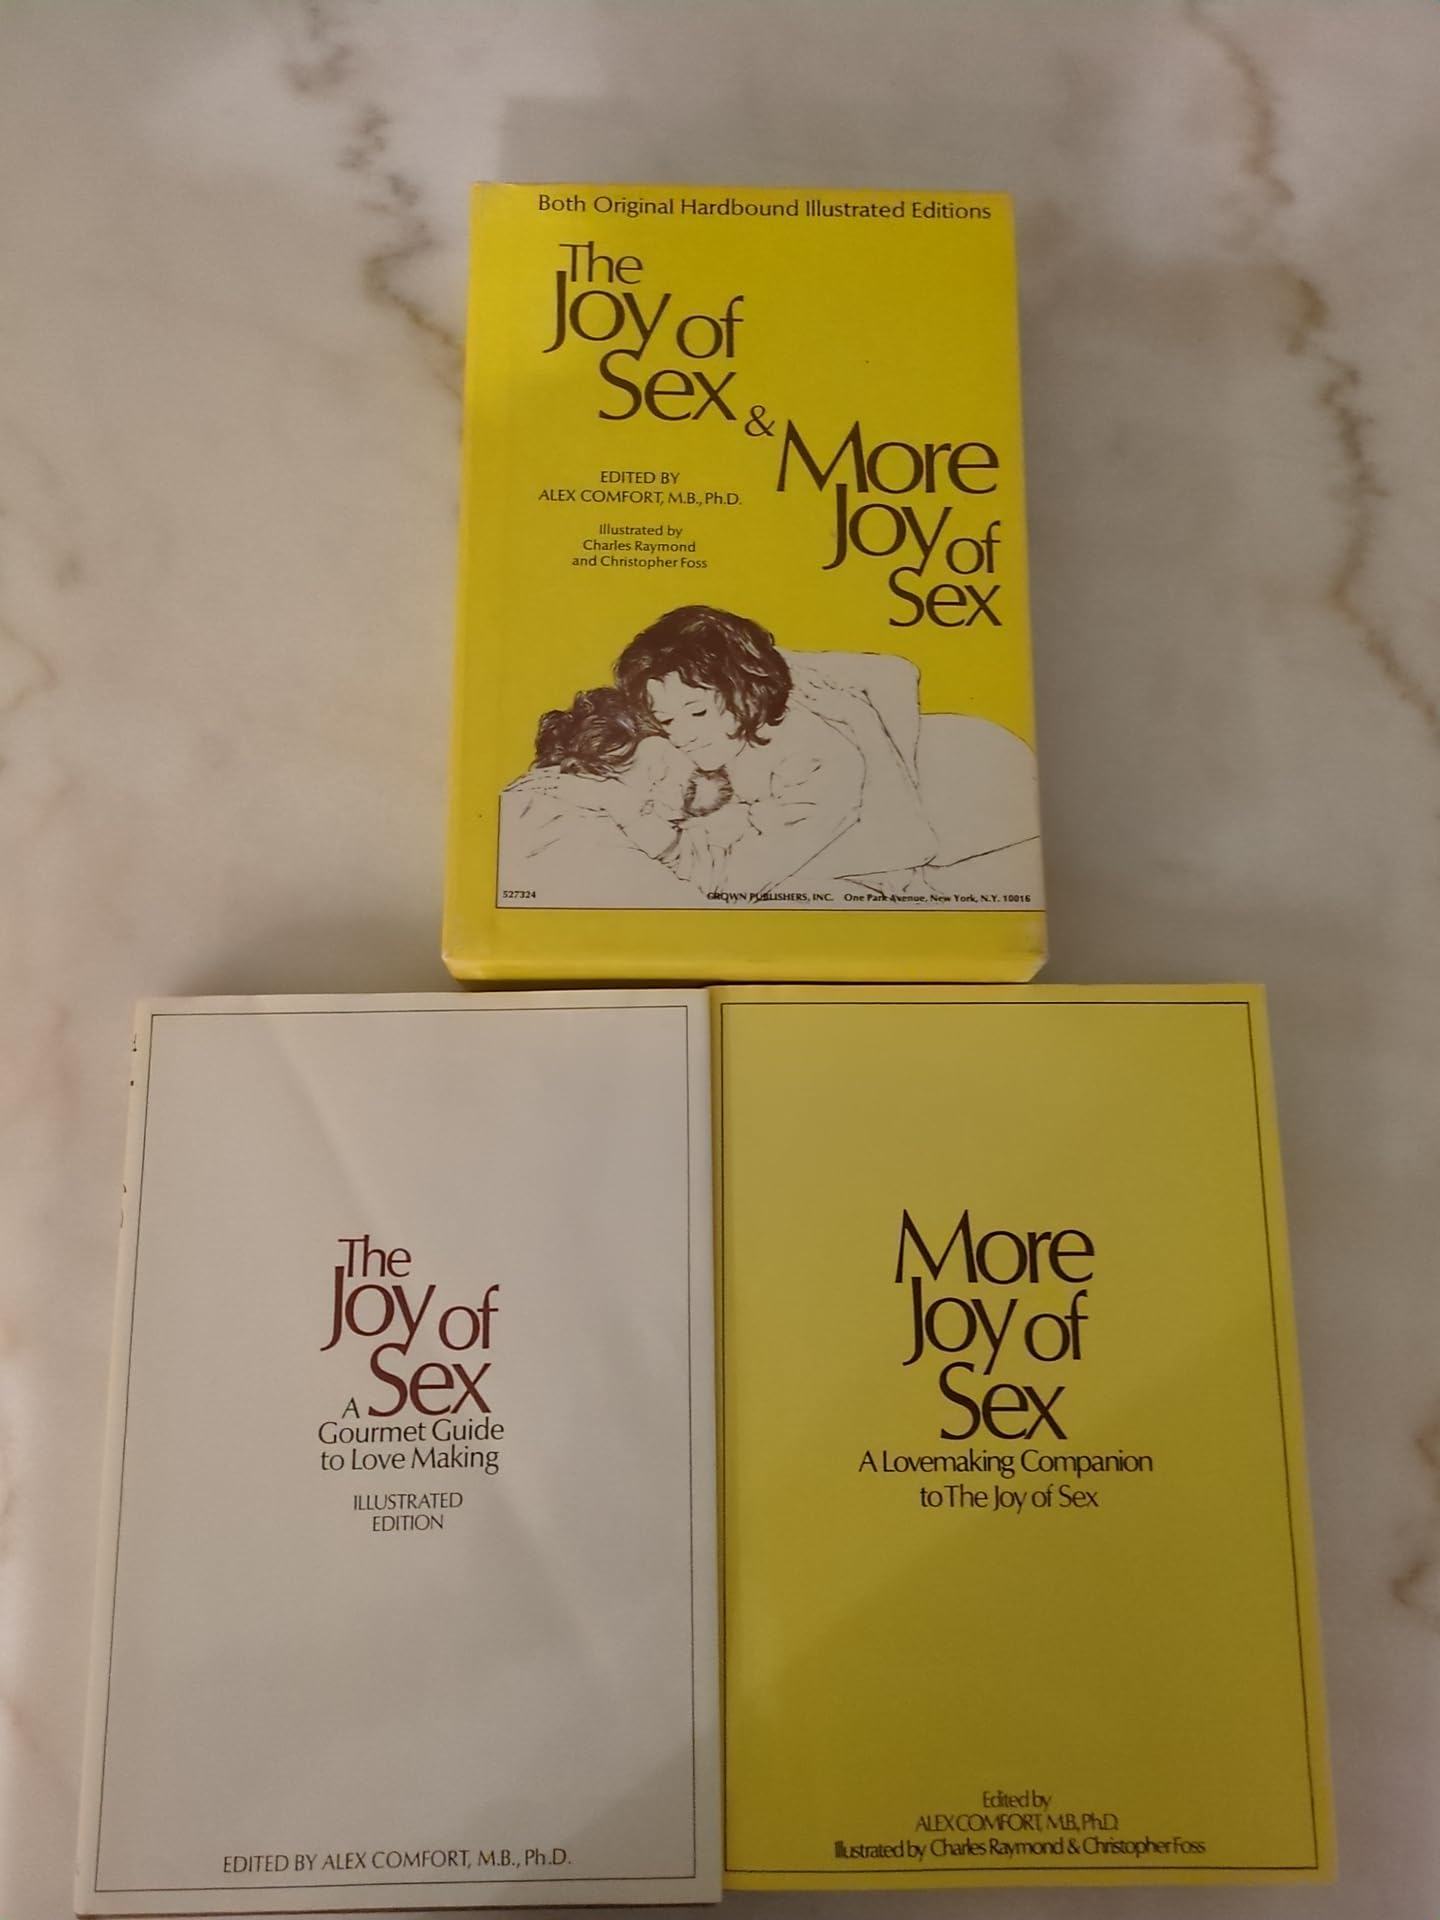 Both Original Hardbound Illustrated Editions
The
Joy of
Sex
&
More
Joy of
Sex
EDITED BY
ALEX COMFORT, M.B., Ph.D.
Illustrated by
Charles Raymond
and Christopher Foss
527324
CROWN PUBLISHERS, INC. One Park Avenue, New York, N.Y. 10016
The
Joy of
Sex
A
Gourmet Guide
to Love Making
ILLUSTRATED
EDITION
EDITED BY ALEX COMFORT, M.B., Ph.D.
More
Joy of
Sex
A Lovemaking Companion
to The Joy of Sex
Edited by
ALEX COMFORT, M.B., Ph.D.
Illustrated by Charles Raymond & Christopher Foss